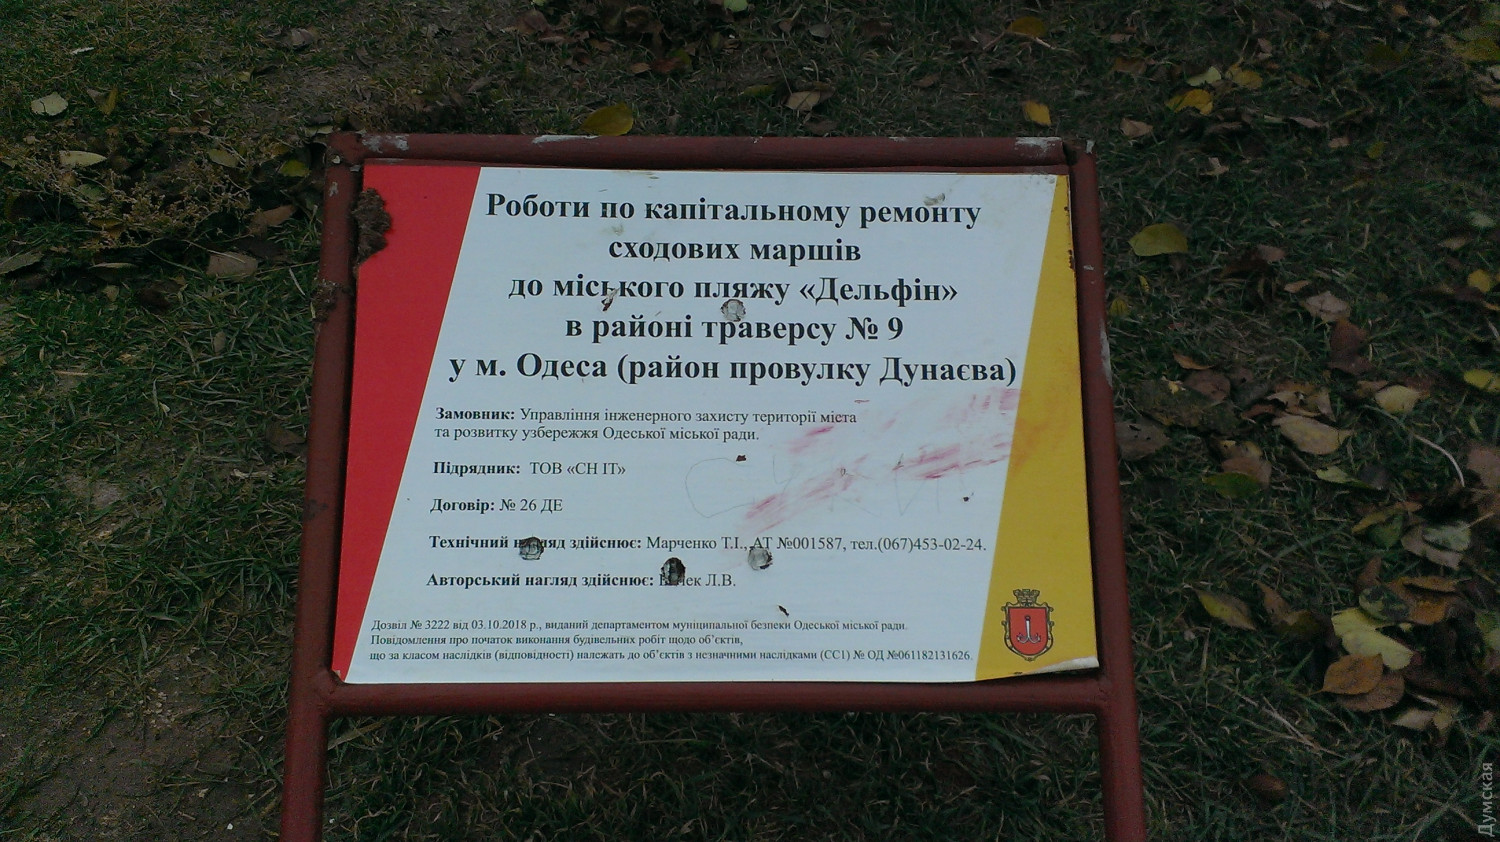 Роботи по капітальному ремонту
сходових маршів
до міського пляжу «Дельфін»
в районі траверсу № 9
у м. Одеса (район провулку Дунаєва)
Замовник: Управління інженерного захисту території міста
та розвитку узбережжя Одеської міської ради.
Підрядник: ТОВ «СН ІТ»
Договір: № 26 ДЕ
Технічний нагляд здійснює: Марченко Т.І., АТ №001587, тел.(067)453-02-24.
Авторський нагляд здійснює: Л.В.
Дозвіл № 3222 від 03.10.2018 р., виданий департаментом муніципальної безпеки Одеської міської ради.
Повідомлення про початок виконання будівельних робіт щодо об'єктів,
що за класом наслідків (відповідності) належать до об'єктів з незначними наслідками (СС1) № ОД №061182131626.
Думская